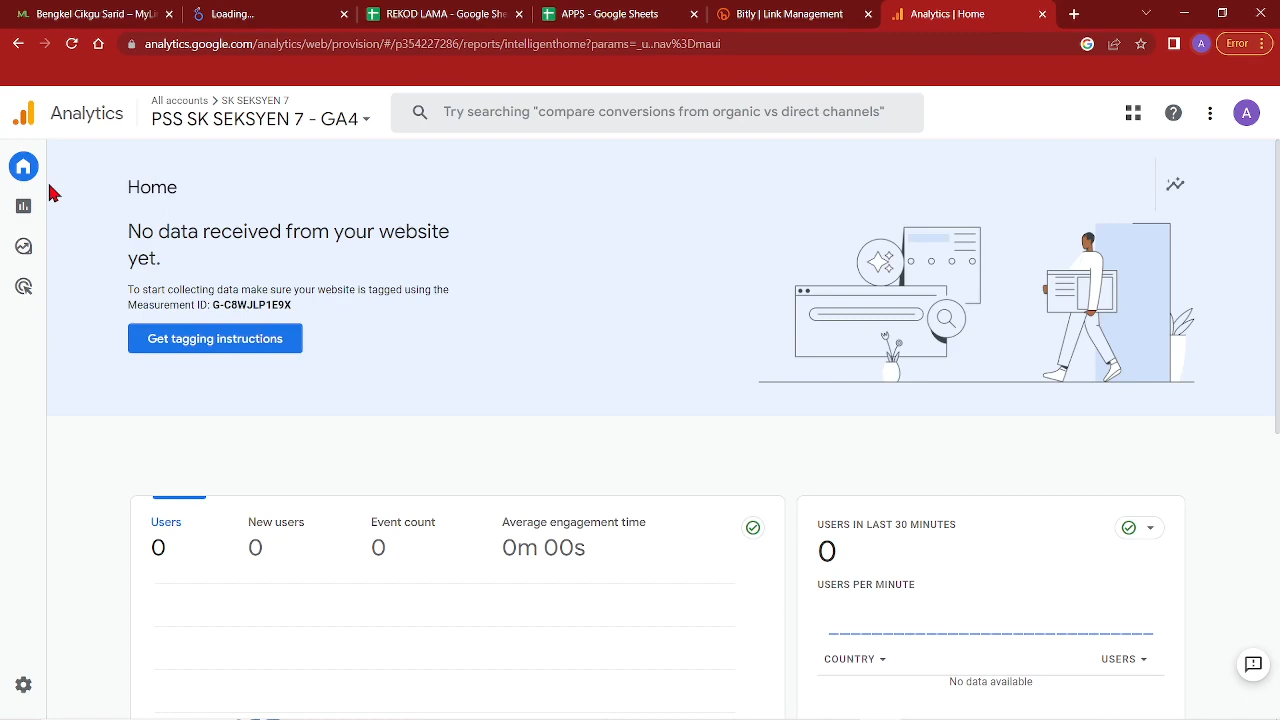 Bengkel Cikgu Sarid – MyLi
Loading...
REKOD LAMA - Google She
APPS - Google Sheets
Bitly | Link Management
Analytics | Home
analytics.google.com/analytics/web/provision/#/p354227286/reports/intelligenthome?params=_u..nav%3Dmaui
A
Error
Analytics
All accounts > SK SEKSYEN 7
PSS SK SEKSYEN 7 - GA4
Try searching "compare conversions from organic vs direct channels"
A
Home
No data received from your website
yet.
To start collecting data make sure your website is tagged using the
Measurement ID: G-C8WJLP1E9X
Get tagging instructions
Users
New users
Event count
Average engagement time
0
0
0
0m 00s
USERS IN LAST 30 MINUTES
0
USERS PER MINUTE
COUNTRY
USERS
No data available